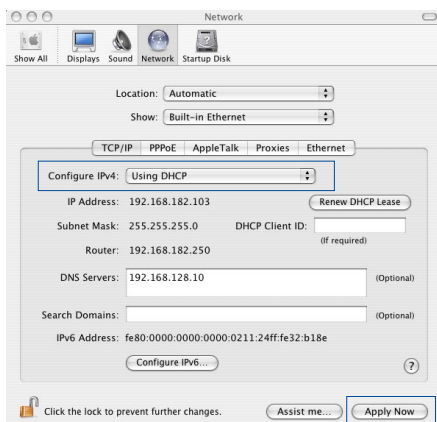 Network
Show All Displays Sound Network Startup Disk
Location: Automatic
Show: Built-in Ethernet
TCP/IP PPPoE AppleTalk Proxies Ethernet
Configure IPv4: Using DHCP
IP Address: 192.168.182.103 Renew DHCP Lease
Subnet Mask: 255.255.255.0 DHCP Client ID:
(If required)
Router: 192.168.182.250
DNS Servers: 192.168.128.10 (Optional)
Search Domains: (Optional)
IPv6 Address: fe80:0000:0000:0000:0211:24ff:fe32:b18e
Configure IPv6... ?
Click the lock to prevent further changes. Assist me... Apply Now